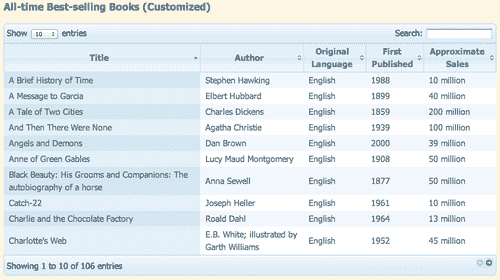 All-time Best-selling Books (Customized)
Show 10 entries Search:
Title Author Original Language First Published Approximate Sales
A Brief History of Time Stephen Hawking English 1988 10 million
A Message to Garcia Elbert Hubbard English 1899 40 million
A Tale of Two Cities Charles Dickens English 1859 200 million
And Then There Were None Agatha Christie English 1939 100 million
Angels and Demons Dan Brown English 2000 39 million
Anne of Green Gables Lucy Maud Montgomery English 1908 50 million
Black Beauty: His Grooms and Companions: The autobiography of a horse Anna Sewell English 1877 50 million
Catch-22 Joseph Heller English 1961 10 million
Charlie and the Chocolate Factory Roald Dahl English 1964 13 million
Charlotte's Web E.B. White; illustrated by Garth Williams English 1952 45 million
Showing 1 to 10 of 106 entries